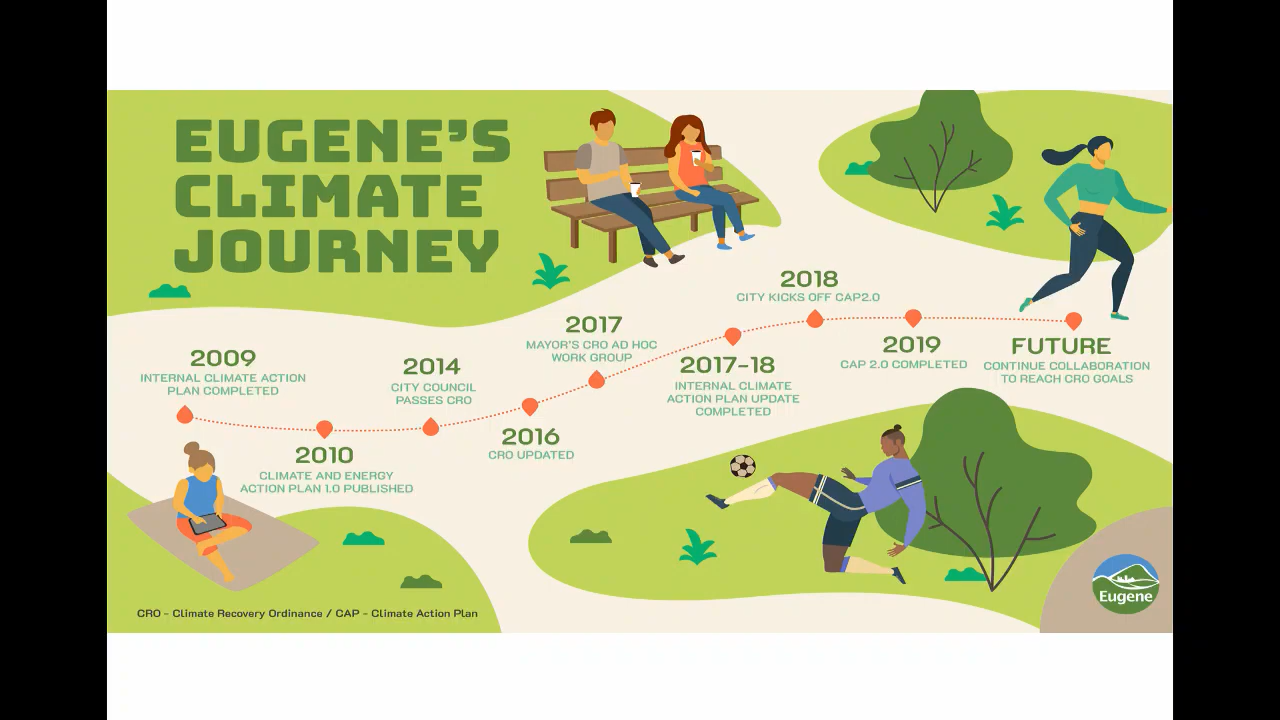 EUGENE'S
CLIMATE
JOURNEY
2009
INTERNAL CLIMATE ACTION
PLAN COMPLETED
2010
CLIMATE AND ENERGY
ACTION PLAN 1.0 PUBLISHED
2014
CITY COUNCIL
PASSES CRO
2016
CRO UPDATED
2017
MAYOR'S CRO AD HOC
WORK GROUP
2017-18
INTERNAL CLIMATE
ACTION PLAN UPDATE
COMPLETED
2018
CITY KICKS OFF CAP2.0
2019
CAP 2.0 COMPLETED
FUTURE
CONTINUE COLLABORATION
TO REACH CRO GOALS
CRO - Climate Recovery Ordinance / CAP - Climate Action Plan
Eugene